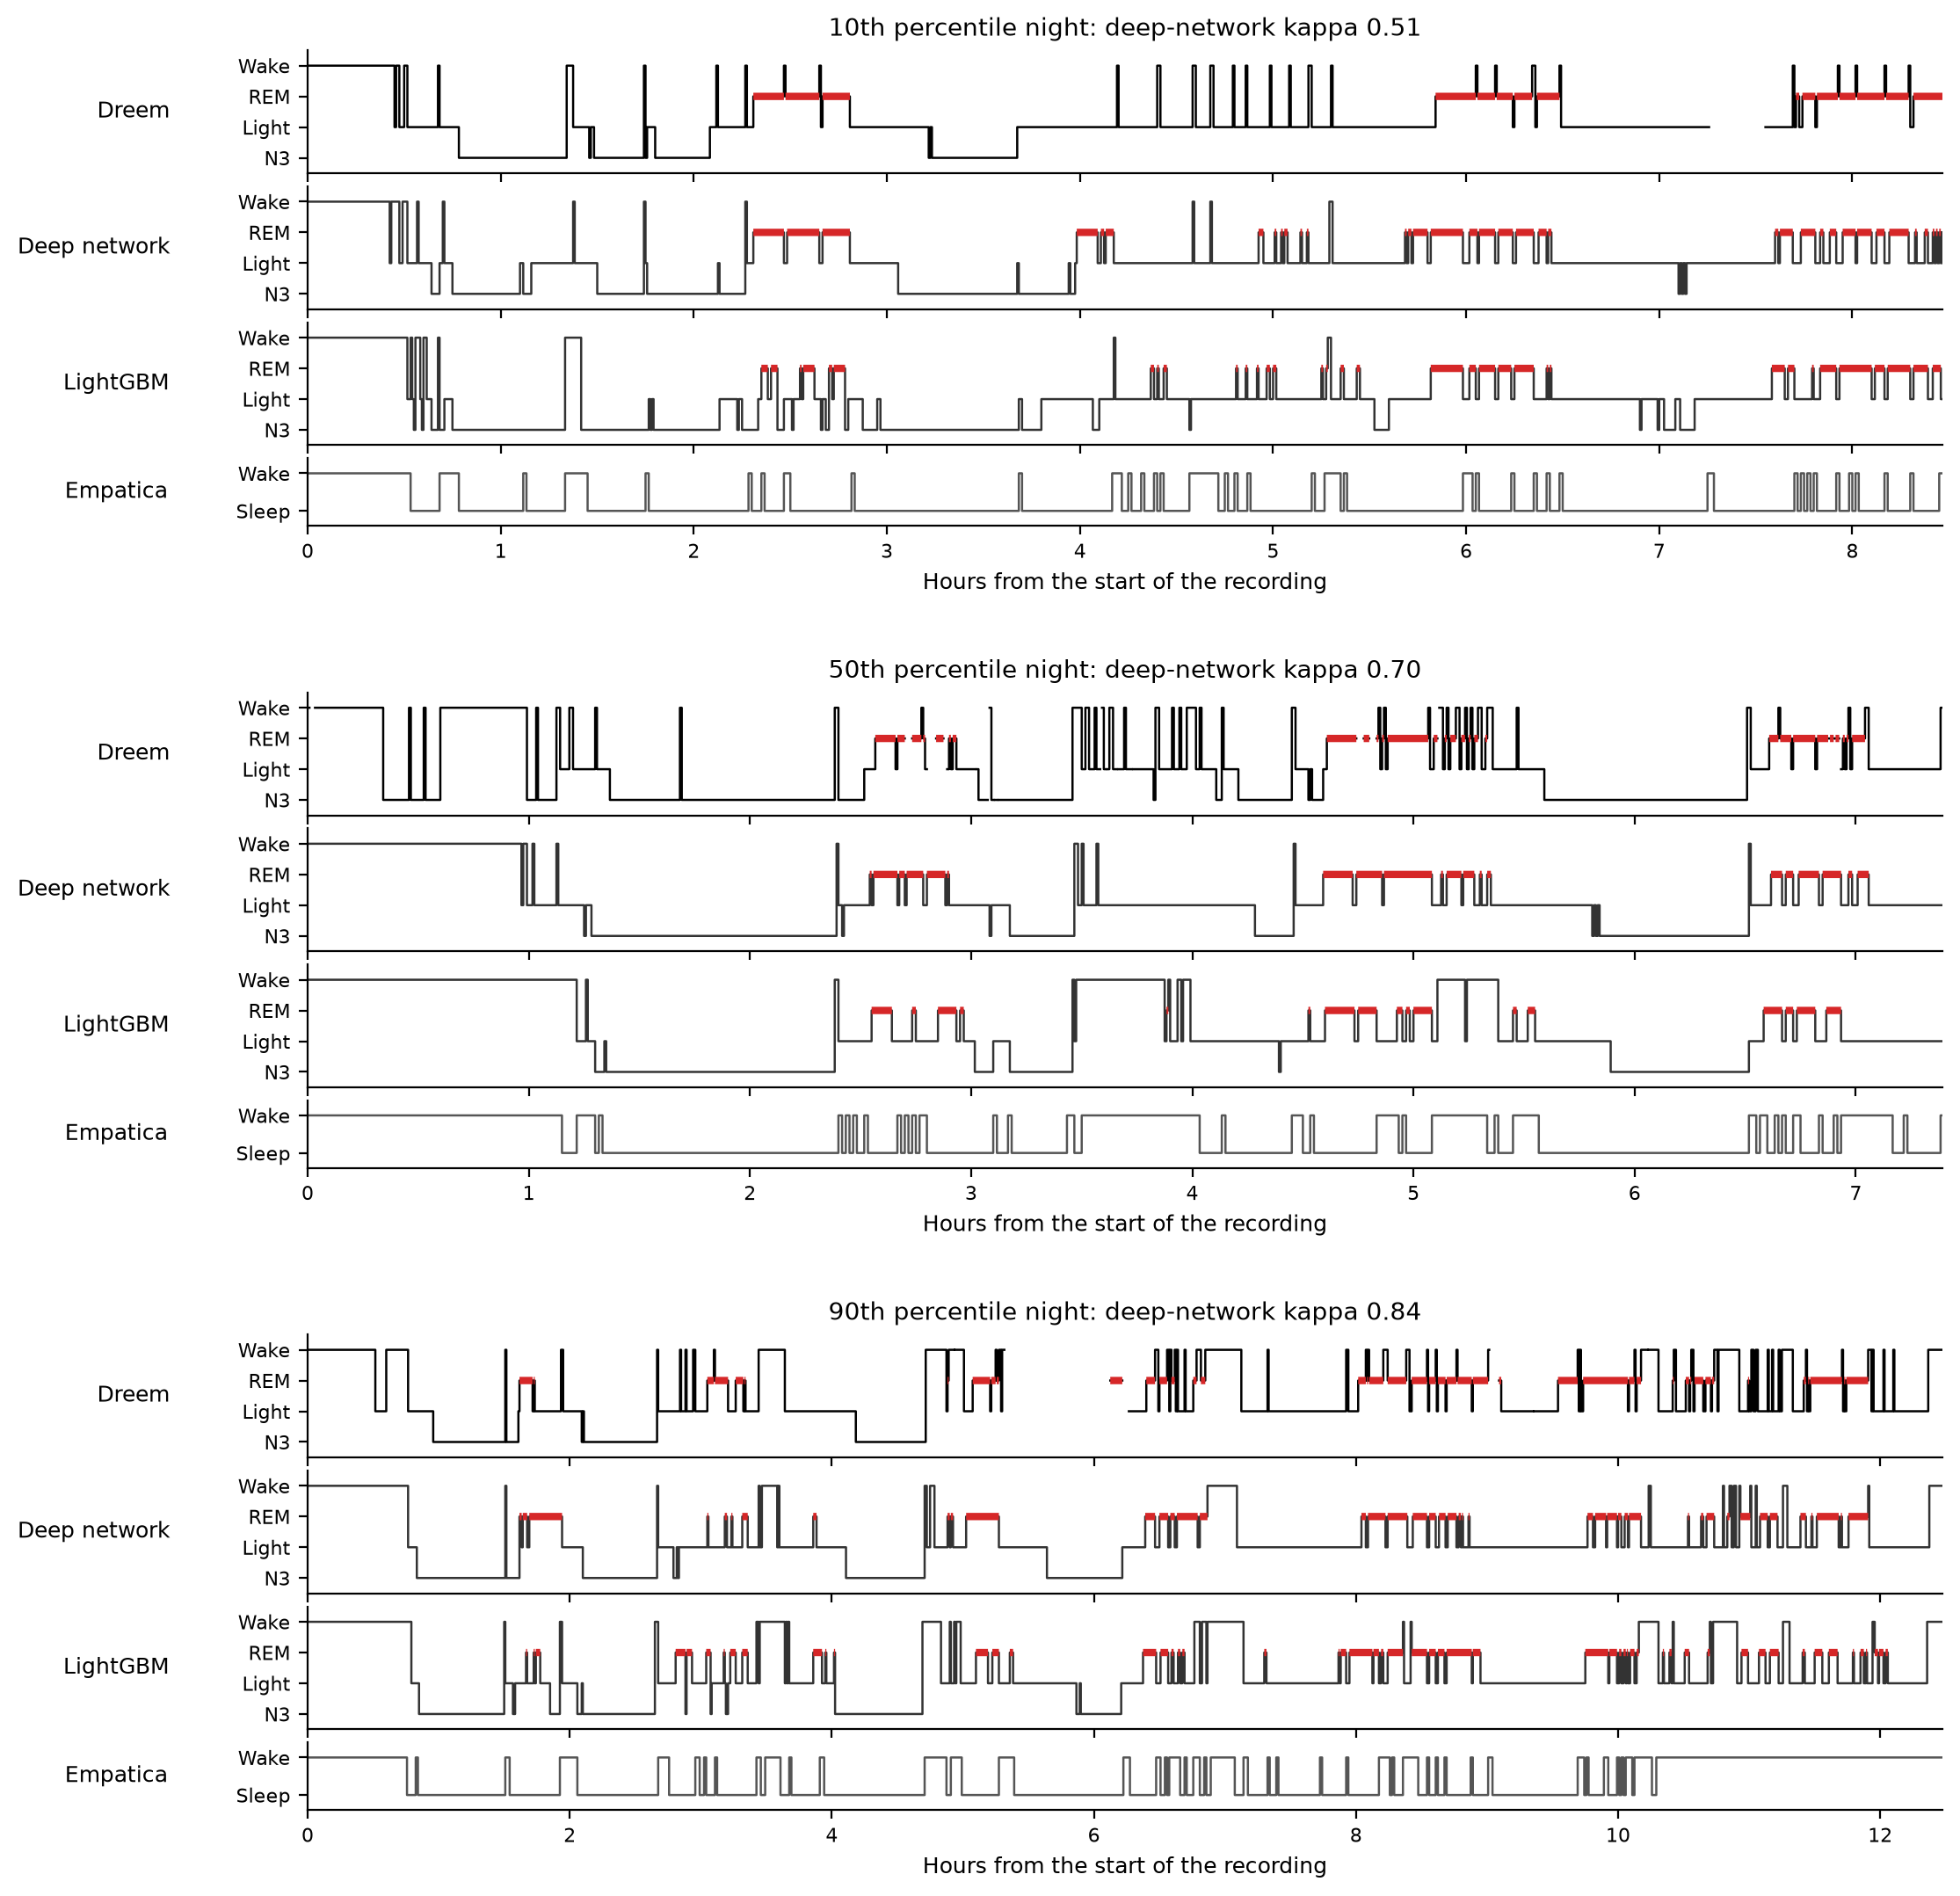 10th percentile night: deep-network kappa 0.51
Dreem
Wake
REM
Light
N3
Deep network
Wake
REM
Light
N3
LightGBM
Wake
REM
Light
N3
Empatica
Wake
Sleep
0 1 2 3 4 5 6 7 8
Hours from the start of the recording
50th percentile night: deep-network kappa 0.70
Dreem
Wake
REM
Light
N3
Deep network
Wake
REM
Light
N3
LightGBM
Wake
REM
Light
N3
Empatica
Wake
Sleep
0 1 2 3 4 5 6 7
Hours from the start of the recording
90th percentile night: deep-network kappa 0.84
Dreem
Wake
REM
Light
N3
Deep network
Wake
REM
Light
N3
LightGBM
Wake
REM
Light
N3
Empatica
Wake
Sleep
0 2 4 6 8 10 12
Hours from the start of the recording